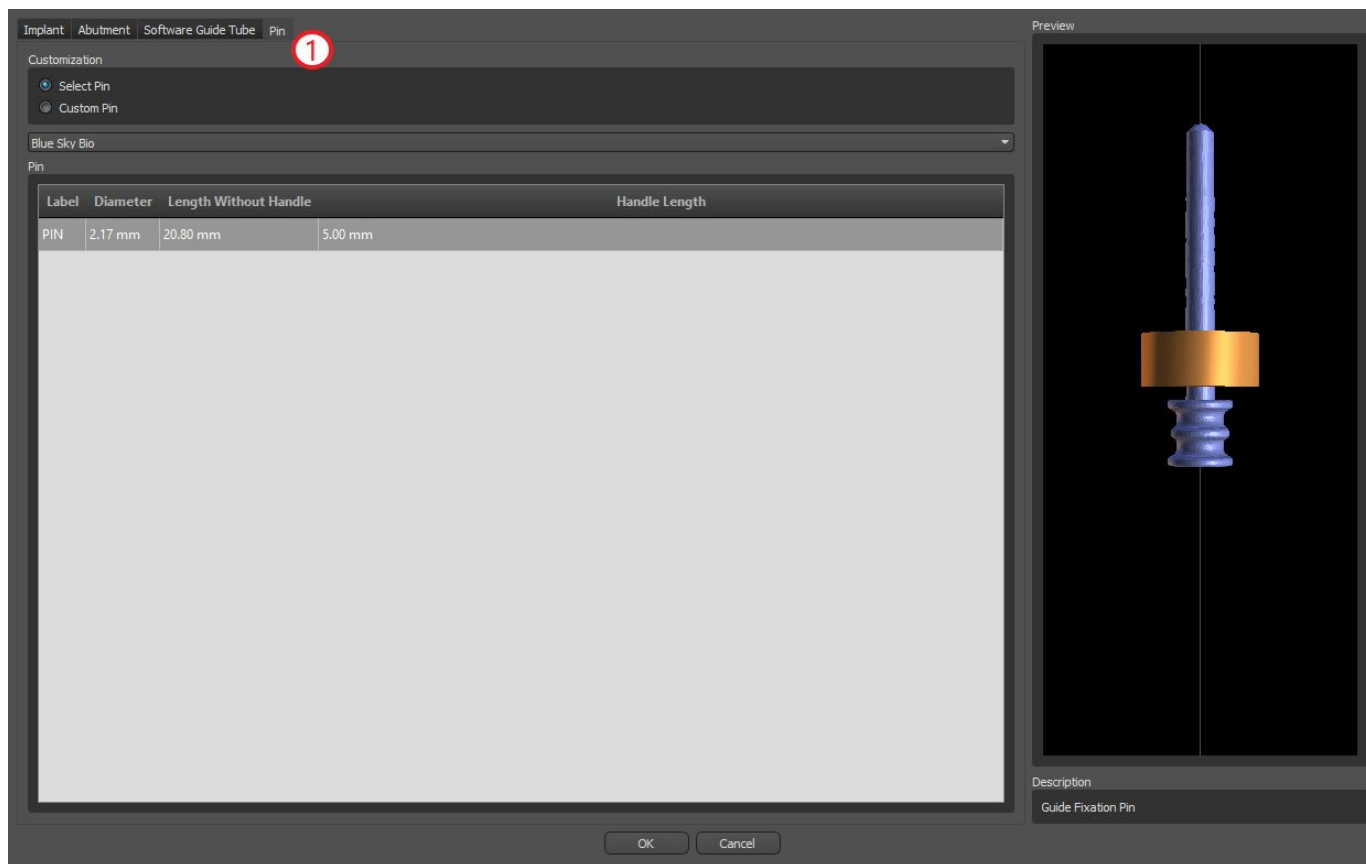 Implant Abutment Software Guide Tube Pin
1
Customization
Select Pin
Custom Pin
Blue Sky Bio
Pin
Label Diameter Length Without Handle Handle Length
PIN 2.17 mm 20.80 mm 5.00 mm
OK Cancel
Preview
Description
Guide Fixation Pin